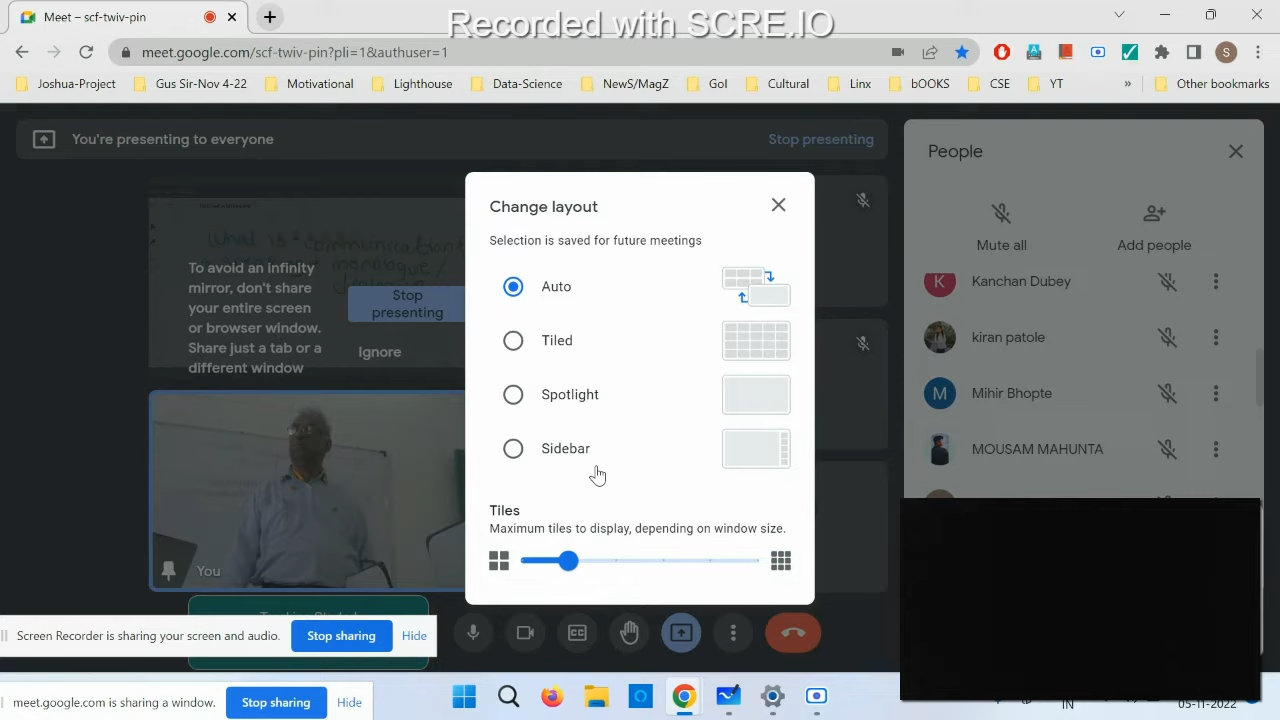 Meet – scf-twiv-pin
Recorded with SCRE.IO
meet.google.com/scf-twiv-pin?pli=1&authuser=1
S
Joshua-Project
Gus Sir-Nov 4-22
Motivational
Lighthouse
Data-Science
NewS/MagZ
GoI
Cultural
Linx
bOOKS
CSE
YT
»
Other bookmarks
You're presenting to everyone
Stop presenting
What is communication
monologue/
To avoid an infinity
mirror, don't share
your entire screen
or browser window.
Share just a tab or a
different window
Stop
presenting
Ignore
You
Change layout
Selection is saved for future meetings
Auto
Tiled
Spotlight
Sidebar
Tiles
Maximum tiles to display, depending on window size.
People
Mute all
Add people
K
Kanchan Dubey
kiran patole
M
Mihir Bhopte
MOUSAM MAHUNTA
Screen Recorder is sharing your screen and audio.
Stop sharing
Hide
meet.google.com is sharing a window.
Stop sharing
Hide
IN
05-11-2022